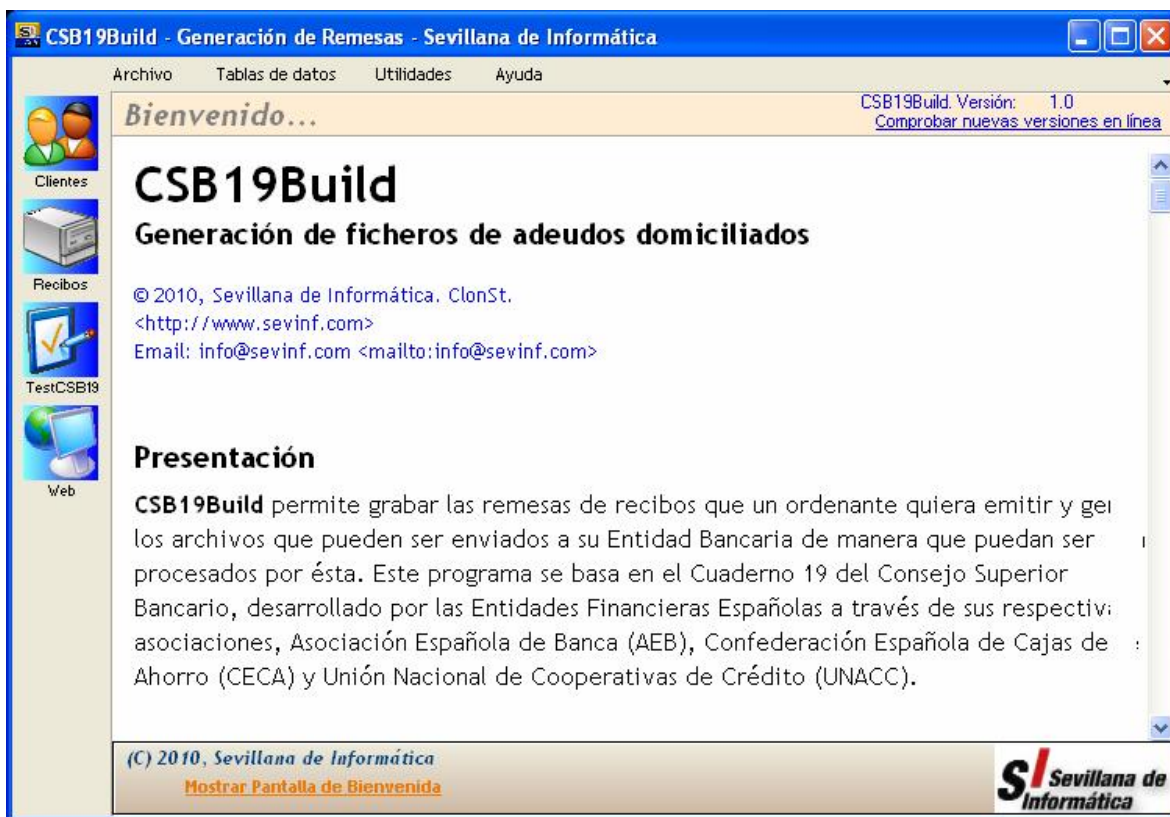 CSB19Build - Generación de Remesas - Sevillana de Informática
Archivo Tablas de datos Utilidades Ayuda
Bienvenido...
CSB19Build. Versión: 1.0
Comprobar nuevas versiones en línea
Clientes
Recibos
TestCSB19
Web
CSB19Build
Generación de ficheros de adeudos domiciliados
© 2010, Sevillana de Informática. ClonSt.
<http://www.sevinf.com>
Email: info@sevinf.com <mailto:info@sevinf.com>
Presentación
CSB19Build permite grabar las remesas de recibos que un ordenante quiera emitir y
los archivos que pueden ser enviados a su Entidad Bancaria de manera que puedan ser
procesados por ésta. Este programa se basa en el Cuaderno 19 del Consejo Superior
Bancario, desarrollado por las Entidades Financieras Españolas a través de sus
asociaciones, Asociación Española de Banca (AEB), Confederación Española de Cajas de
Ahorro (CECA) y Unión Nacional de Cooperativas de Crédito (UNACC).
(C) 2010, Sevillana de Informática
Mostrar Pantalla de Bienvenida
SI Sevillana de
Informática